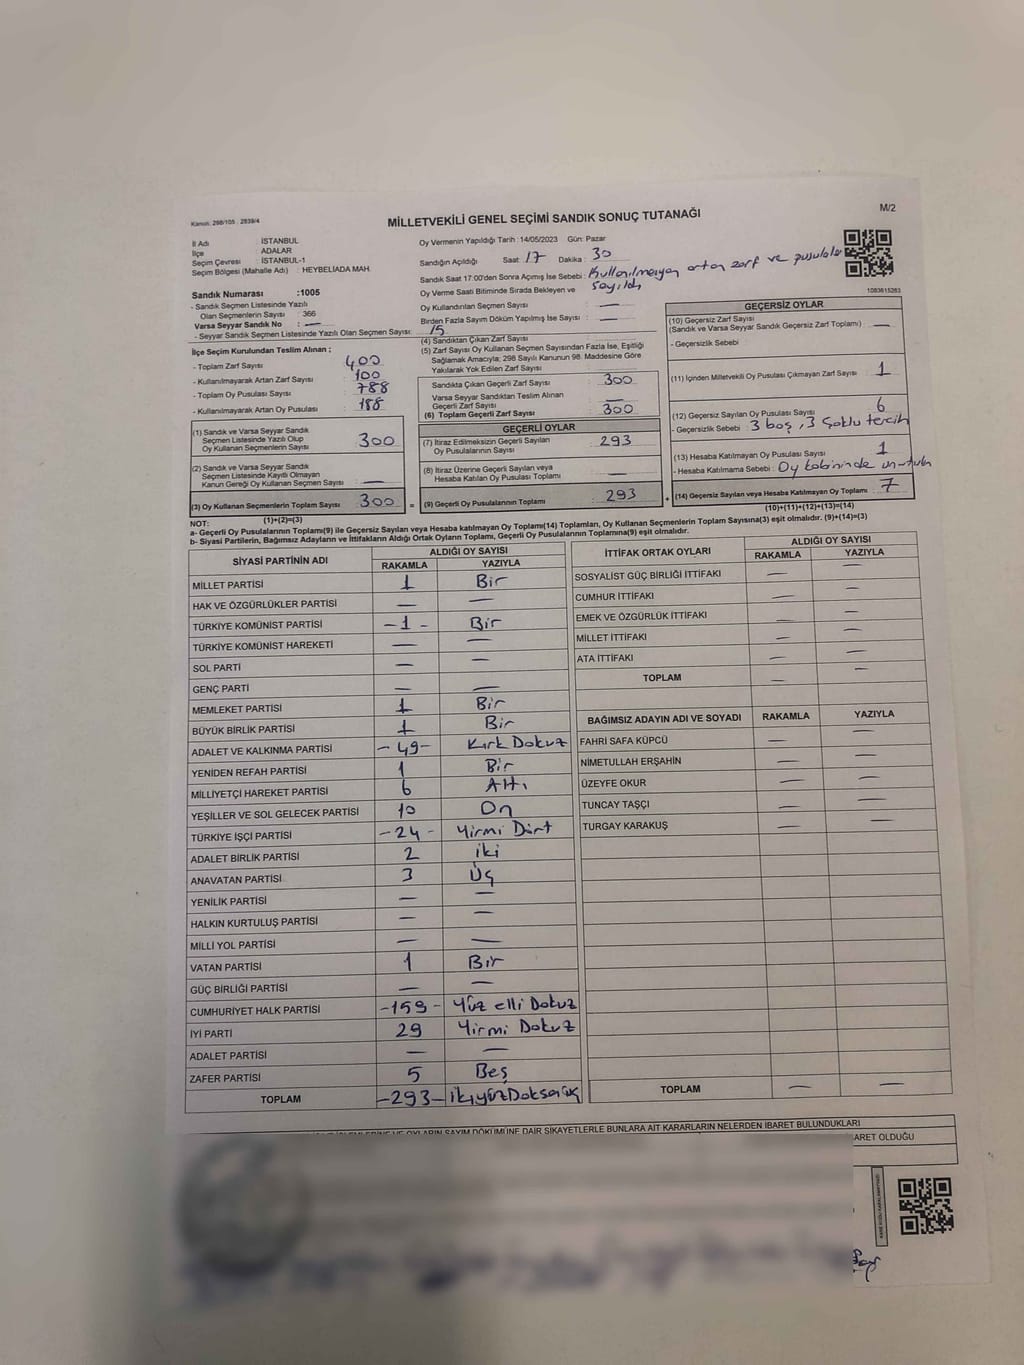 Kanun: 298/105 . 2839/4
MİLLETVEKİLİ GENEL SEÇİMİ SANDIK SONUÇ TUTANAĞI
M/2
İl Adı İSTANBUL
İlçe ADALAR
Seçim Çevresi : İSTANBUL-1
Seçim Bölgesi (Mahalle Adı) : HEYBELİADA MAH.
Oy Vermenin Yapıldığı Tarih : 14/05/2023 Gün: Pazar
Sandığın Açıldığı Saat : 17 Dakika : 30
Sandık Saat 17:00'den Sonra Açılmış İse Sebebi : Kullanılmayan artan zarf ve pusulalar
sayıldı
Oy Verme Saati Bitiminde Sırada Bekleyen ve
Oy Kullandırılan Seçmen Sayısı : —
Birden Fazla Sayım Döküm Yapılmış İse Sayısı : —
1083615283
Sandık Numarası :1005
- Sandık Seçmen Listesinde Yazılı
Olan Seçmenlerin Sayısı : 366
Varsa Seyyar Sandık No : —
- Seyyar Sandık Seçmen Listesinde Yazılı Olan Seçmen Sayısı: 15
İlçe Seçim Kurulundan Teslim Alınan ;
- Toplam Zarf Sayısı : 400
- Kullanılmayarak Artan Zarf Sayısı : 100
- Toplam Oy Pusulası Sayısı : 788
- Kullanılmayarak Artan Oy Pusulası : 188
(1) Sandık ve Varsa Seyyar Sandık
Seçmen Listesinde Yazılı Olup
Oy Kullanan Seçmenlerin Sayısı : 300
(2) Sandık ve Varsa Seyyar Sandık
Seçmen Listesinde Kayıtlı Olmayan
Kanun Gereği Oy Kullanan Seçmen Sayısı : —
(3) Oy Kullanan Seçmenlerin Toplam Sayısı : 300
(1)+(2)=(3)
(4) Sandıktan Çıkan Zarf Sayısı :
(5) Zarf Sayısı Oy Kullanan Seçmen Sayısından Fazla İse, Eşitliği
Sağlamak Amacıyla; 298 Sayılı Kanunun 98. Maddesine Göre
Yakılarak Yok Edilen Zarf Sayısı : —
Sandıkta Çıkan Geçerli Zarf Sayısı : 300
Varsa Seyyar Sandıktan Teslim Alınan
Geçerli Zarf Sayısı : —
(6) Toplam Geçerli Zarf Sayısı : 300
GEÇERLİ OYLAR
(7) İtiraz Edilmeksizin Geçerli Sayılan
Oy Pusulalarının Sayısı : 293
(8) İtiraz Üzerine Geçerli Sayılan veya
Hesaba Katılan Oy Pusulası Toplamı : —
= (9) Geçerli Oy Pusulalarının Toplamı : 293 +
GEÇERSİZ OYLAR
(10) Geçersiz Zarf Sayısı
(Sandık ve Varsa Seyyar Sandık Geçersiz Zarf Toplamı) : —
- Geçersizlik Sebebi :
(11) İçinden Milletvekili Oy Pusulası Çıkmayan Zarf Sayısı : 1
(12) Geçersiz Sayılan Oy Pusulası Sayısı : 6
- Geçersizlik Sebebi : 3 boş , 3 Çoklu tercih
(13) Hesaba Katılmayan Oy Pusulası Sayısı : 1
- Hesaba Katılmama Sebebi : Oy kabininde unutulan
(14) Geçersiz Sayılan veya Hesaba Katılmayan Oy Toplamı : 7
(10)+(11)+(12)+(13)=(14)
NOT:
a- Geçerli Oy Pusulalarının Toplamı(9) ile Geçersiz Sayılan veya Hesaba katılmayan Oy Toplamı(14) Toplamları, Oy Kullanan Seçmenlerin Toplam Sayısına(3) eşit olmalıdır. (9)+(14)=(3)
b- Siyasi Partilerin, Bağımsız Adayların ve İttifakların Aldığı Ortak Oyların Toplamı, Geçerli Oy Pusulalarının Toplamına(9) eşit olmalıdır.
SİYASİ PARTİNİN ADI ALDIĞI OY SAYISI
RAKAMLA YAZIYLA
MİLLET PARTİSİ 1 Bir
HAK VE ÖZGÜRLÜKLER PARTİSİ — —
TÜRKİYE KOMÜNİST PARTİSİ -1- Bir
TÜRKİYE KOMÜNİST HAREKETİ — —
SOL PARTİ — —
GENÇ PARTİ — —
MEMLEKET PARTİSİ 1 Bir
BÜYÜK BİRLİK PARTİSİ 1 Bir
ADALET VE KALKINMA PARTİSİ -49- Kırk Dokuz
YENİDEN REFAH PARTİSİ 1 Bir
MİLLİYETÇİ HAREKET PARTİSİ 6 Altı
YEŞİLLER VE SOL GELECEK PARTİSİ 10 On
TÜRKİYE İŞÇİ PARTİSİ -24- Yirmi Dört
ADALET BİRLİK PARTİSİ 2 iki
ANAVATAN PARTİSİ 3 Üç
YENİLİK PARTİSİ — —
HALKIN KURTULUŞ PARTİSİ — —
MİLLİ YOL PARTİSİ — —
VATAN PARTİSİ 1 Bir
GÜÇ BİRLİĞİ PARTİSİ — —
CUMHURİYET HALK PARTİSİ -159- Yüz elli Dokuz
İYİ PARTİ 29 Yirmi Dokuz
ADALET PARTİSİ — —
ZAFER PARTİSİ 5 Beş
TOPLAM -293- ikiyüzDoksanüç
İTTİFAK ORTAK OYLARI ALDIĞI OY SAYISI
RAKAMLA YAZIYLA
SOSYALİST GÜÇ BİRLİĞİ İTTİFAKI — —
CUMHUR İTTİFAKI — —
EMEK VE ÖZGÜRLÜK İTTİFAKI — —
MİLLET İTTİFAKI — —
ATA İTTİFAKI — —
TOPLAM — —
BAĞIMSIZ ADAYIN ADI VE SOYADI RAKAMLA YAZIYLA
FAHRİ SAFA KÜPCÜ — —
NİMETULLAH ERŞAHİN — —
ÜZEYFE OKUR — —
TUNCAY TAŞÇI — —
TURGAY KARAKUŞ — —
TOPLAM — —
OYLARIN SAYIM DÖKÜMÜNE DAİR ŞİKAYETLERLE BUNLARA AİT KARARLARIN NELERDEN İBARET BULUNDUKLARI
ARET OLDUĞU